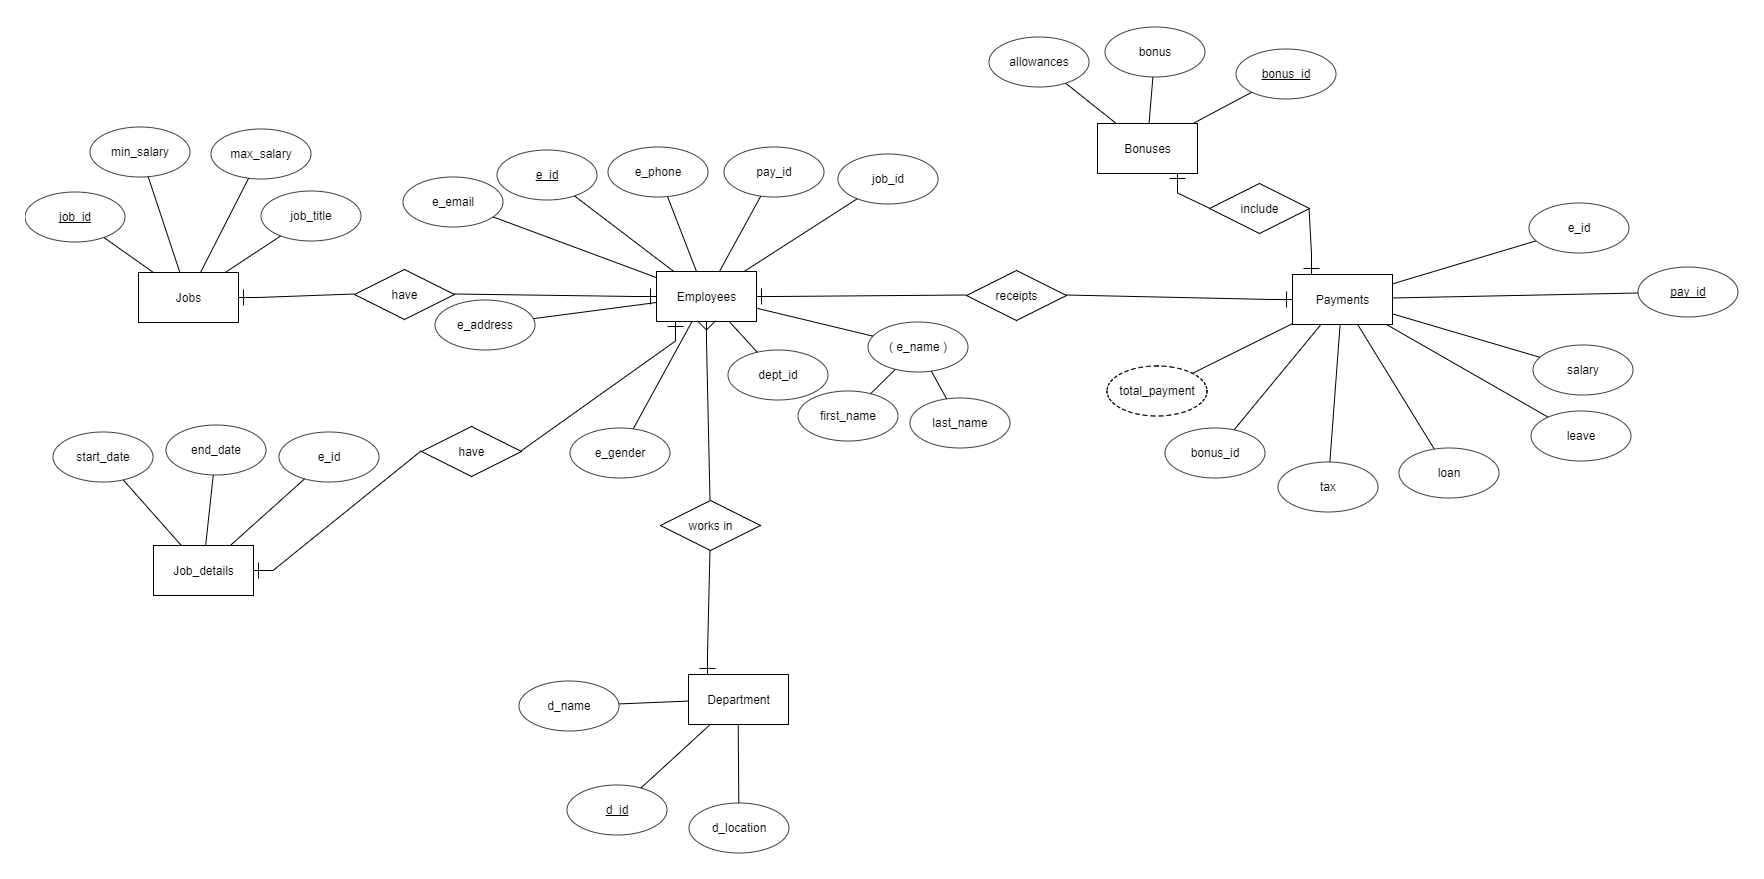 allowances
bonus
bonus_id
Bonuses
include
min_salary
max_salary
job_id
job_title
Jobs
have
e_email
e_id
e_phone
pay_id
job_id
Employees
e_address
receipts
e_id
pay_id
Payments
( e_name )
first_name
last_name
dept_id
e_gender
total_payment
bonus_id
tax
loan
leave
salary
start_date
end_date
e_id
have
Job_details
works in
Department
d_name
d_id
d_location